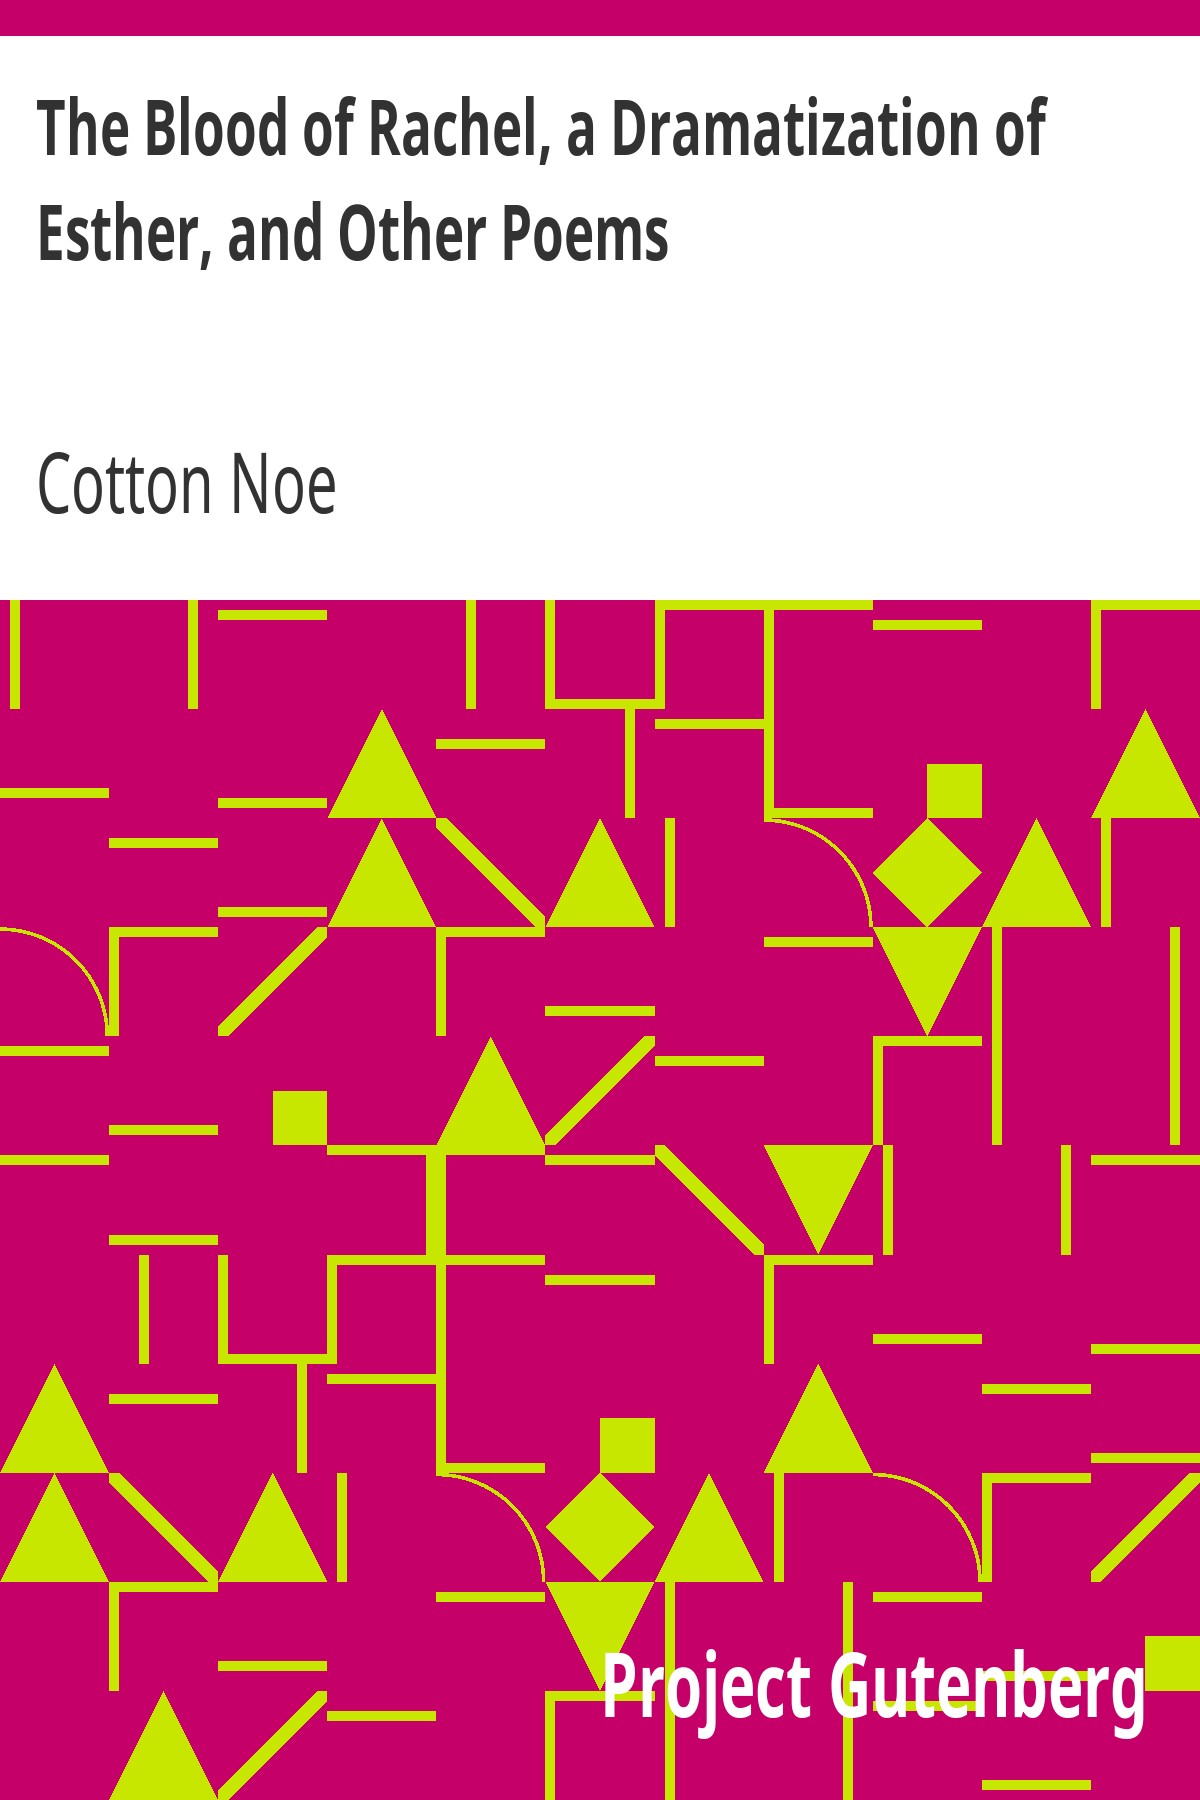 The Blood of Rachel, a Dramatization of
Esther, and Other Poems
Cotton Noe
Project Gutenberg